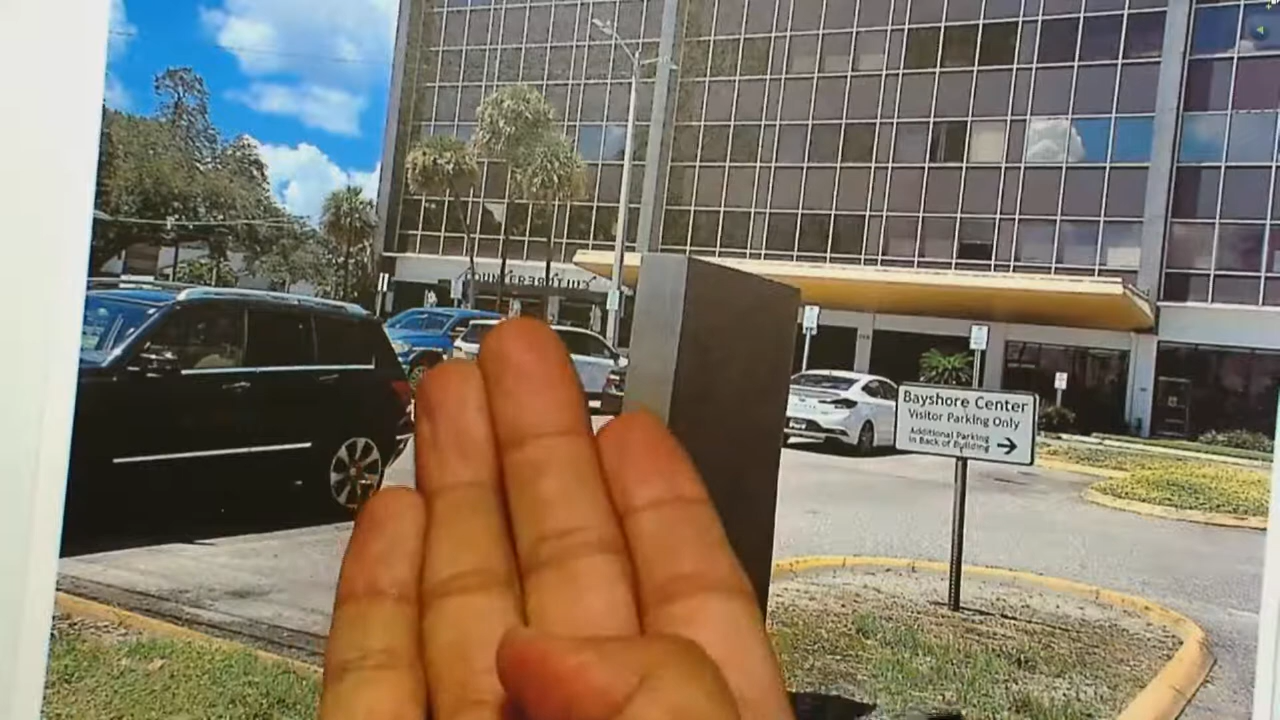 Bayshore Center
Visitor Parking Only
Additional Parking
in Back of Building